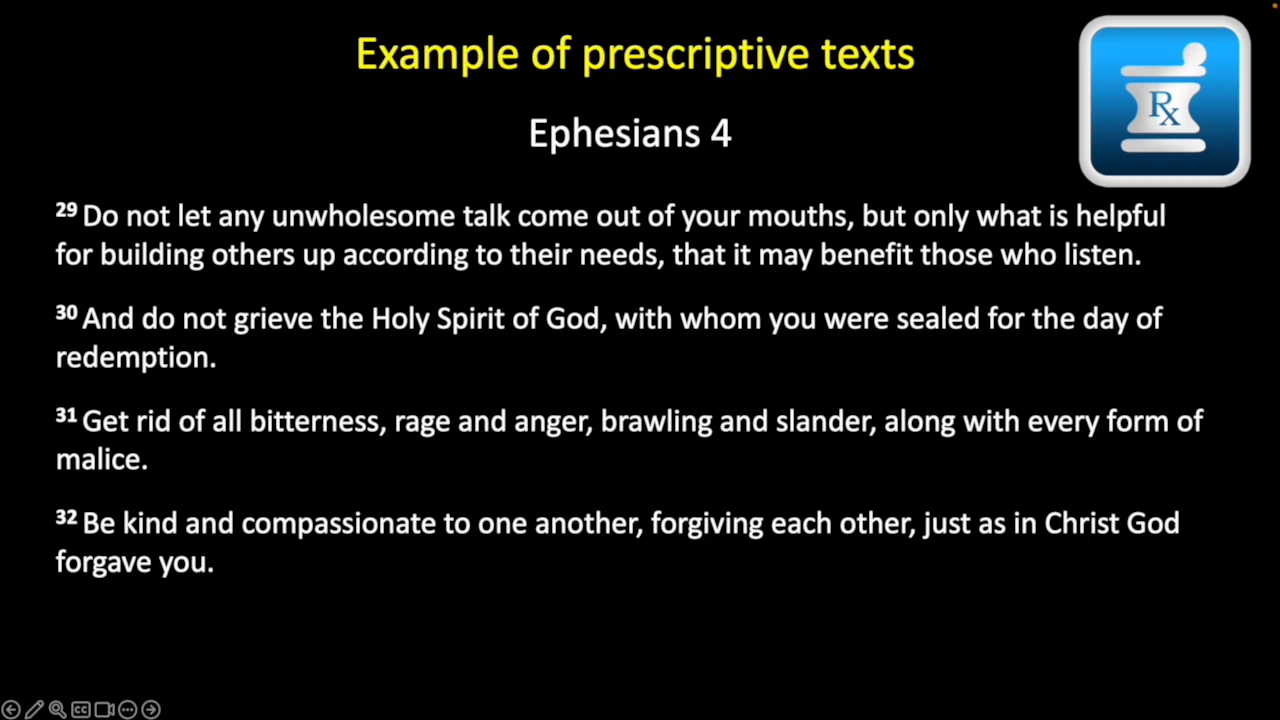 Example of prescriptive texts
Ephesians 4
Rx
29 Do not let any unwholesome talk come out of your mouths, but only what is helpful
for building others up according to their needs, that it may benefit those who listen.
30 And do not grieve the Holy Spirit of God, with whom you were sealed for the day of
redemption.
31 Get rid of all bitterness, rage and anger, brawling and slander, along with every form of
malice.
32 Be kind and compassionate to one another, forgiving each other, just as in Christ God
forgave you.
CC